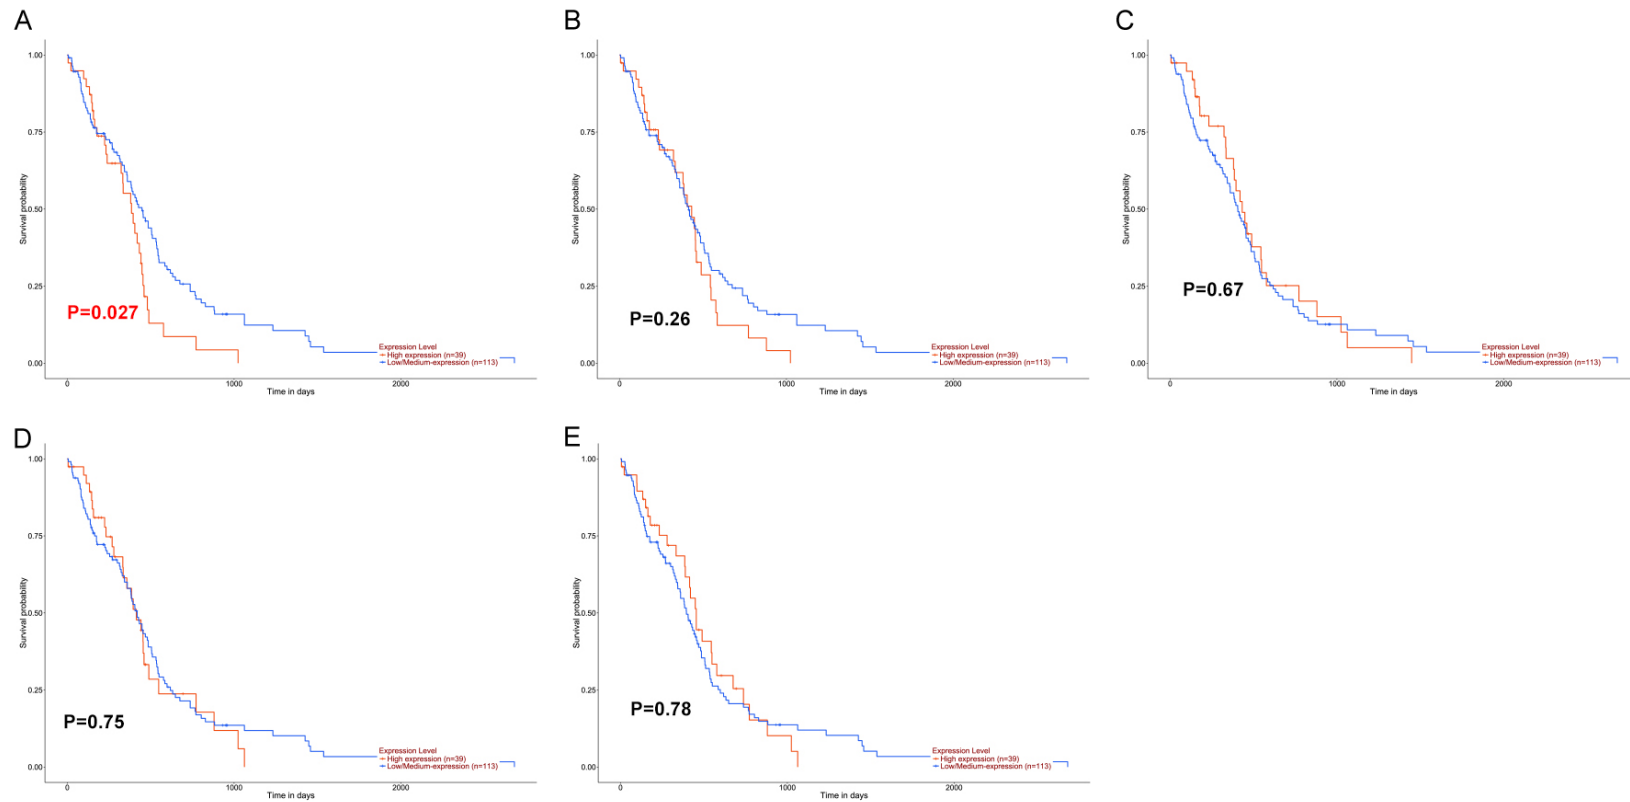 A
1.00
0.75
0.50
0.25
0.00
Survival probability
P=0.027
Expression Level
High expression (n=39)
Low/Medium-expression (n=113)
0
1000
2000
Time in days
B
1.00
0.75
0.50
0.25
0.00
Survival probability
P=0.26
Expression Level
High expression (n=39)
Low/Medium-expression (n=113)
0
1000
2000
Time in days
C
1.00
0.75
0.50
0.25
0.00
Survival probability
P=0.67
Expression Level
High expression (n=39)
Low/Medium-expression (n=113)
0
1000
2000
Time in days
D
1.00
0.75
0.50
0.25
0.00
Survival probability
P=0.75
Expression Level
High expression (n=39)
Low/Medium-expression (n=113)
0
1000
2000
Time in days
E
1.00
0.75
0.50
0.25
0.00
Survival probability
P=0.78
Expression Level
High expression (n=39)
Low/Medium-expression (n=113)
0
1000
2000
Time in days